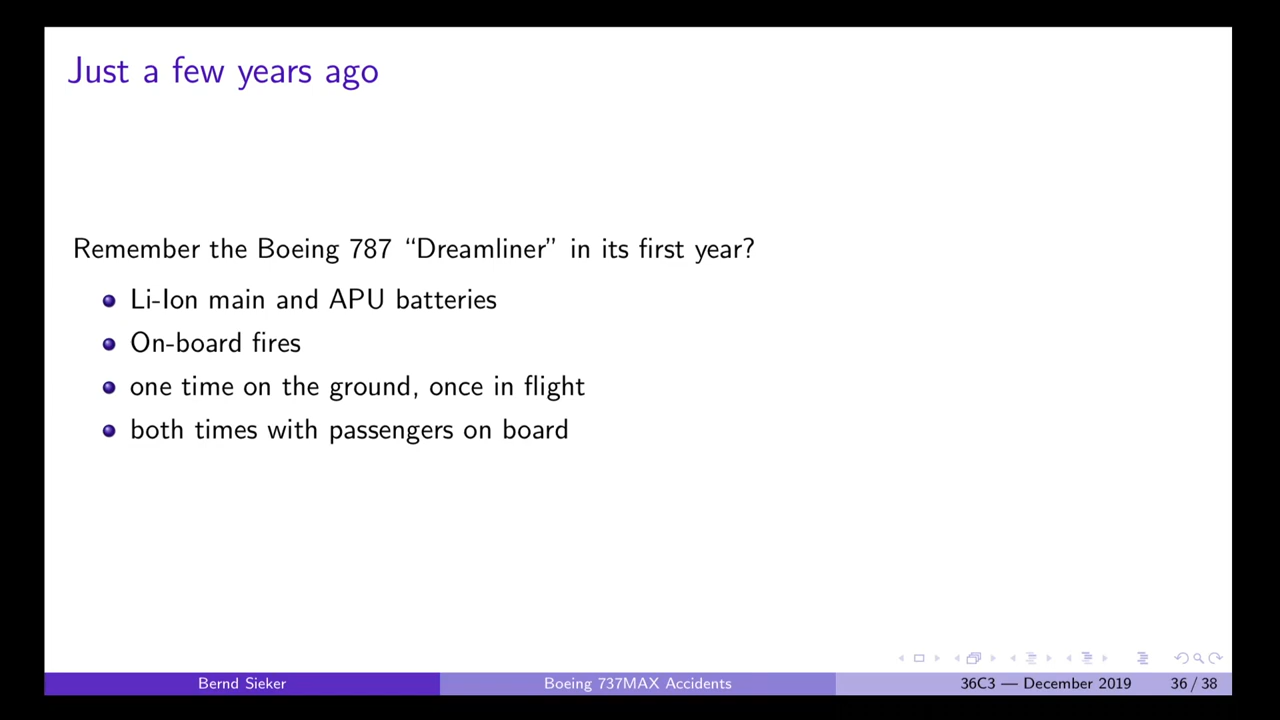 Just a few years ago
Remember the Boeing 787 “Dreamliner” in its first year?
Li-Ion main and APU batteries
On-board fires
one time on the ground, once in flight
both times with passengers on board
Bernd Sieker
Boeing 737MAX Accidents
36C3 — December 2019
36 / 38